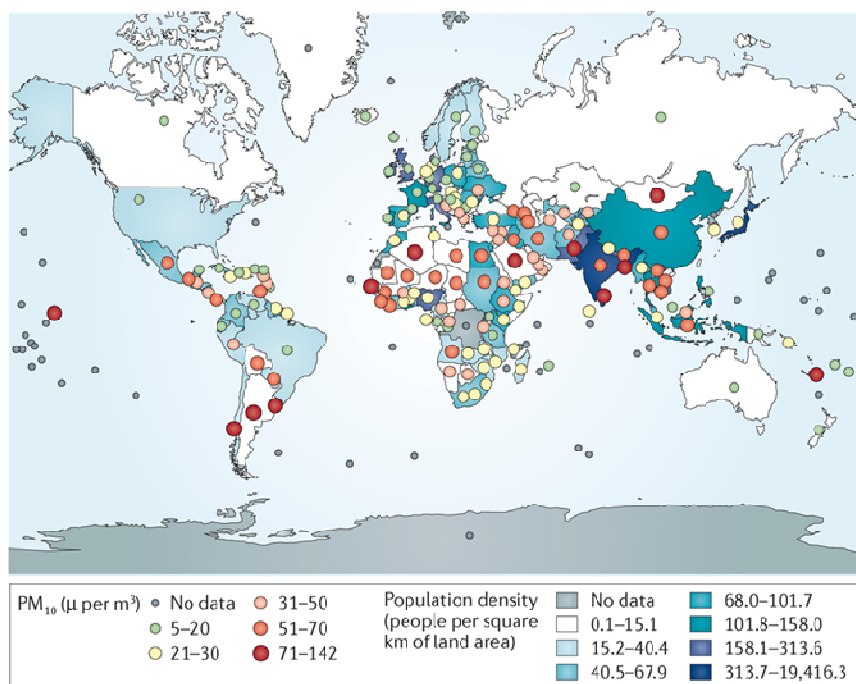 PM₁₀ (μ per m³)
No data
5–20
21–30
31–50
51–70
71–142
Population density
(people per square
km of land area)
No data
0.1–15.1
15.2–40.4
40.5–67.9
68.0–101.7
101.8–158.0
158.1–313.6
313.7–19,416.3